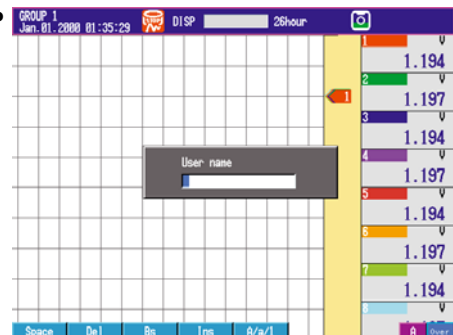 GROUP 1
Jan.01.2000 01:35:29
DISP 26hour
1 V
1.194
2 V
1.197
1
3 V
1.194
4 V
1.197
User name
5 V
1.194
6 V
1.197
7 V
1.194
8 V
Space Del Bs Ins A/a/1
A Over